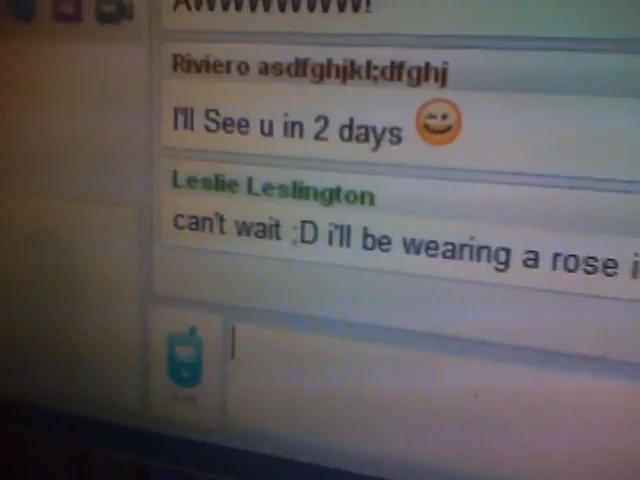 Riviero asdfghjkl;dfghj
I'll See u in 2 days
Leslie Leslington
can't wait ;D i'll be wearing a rose